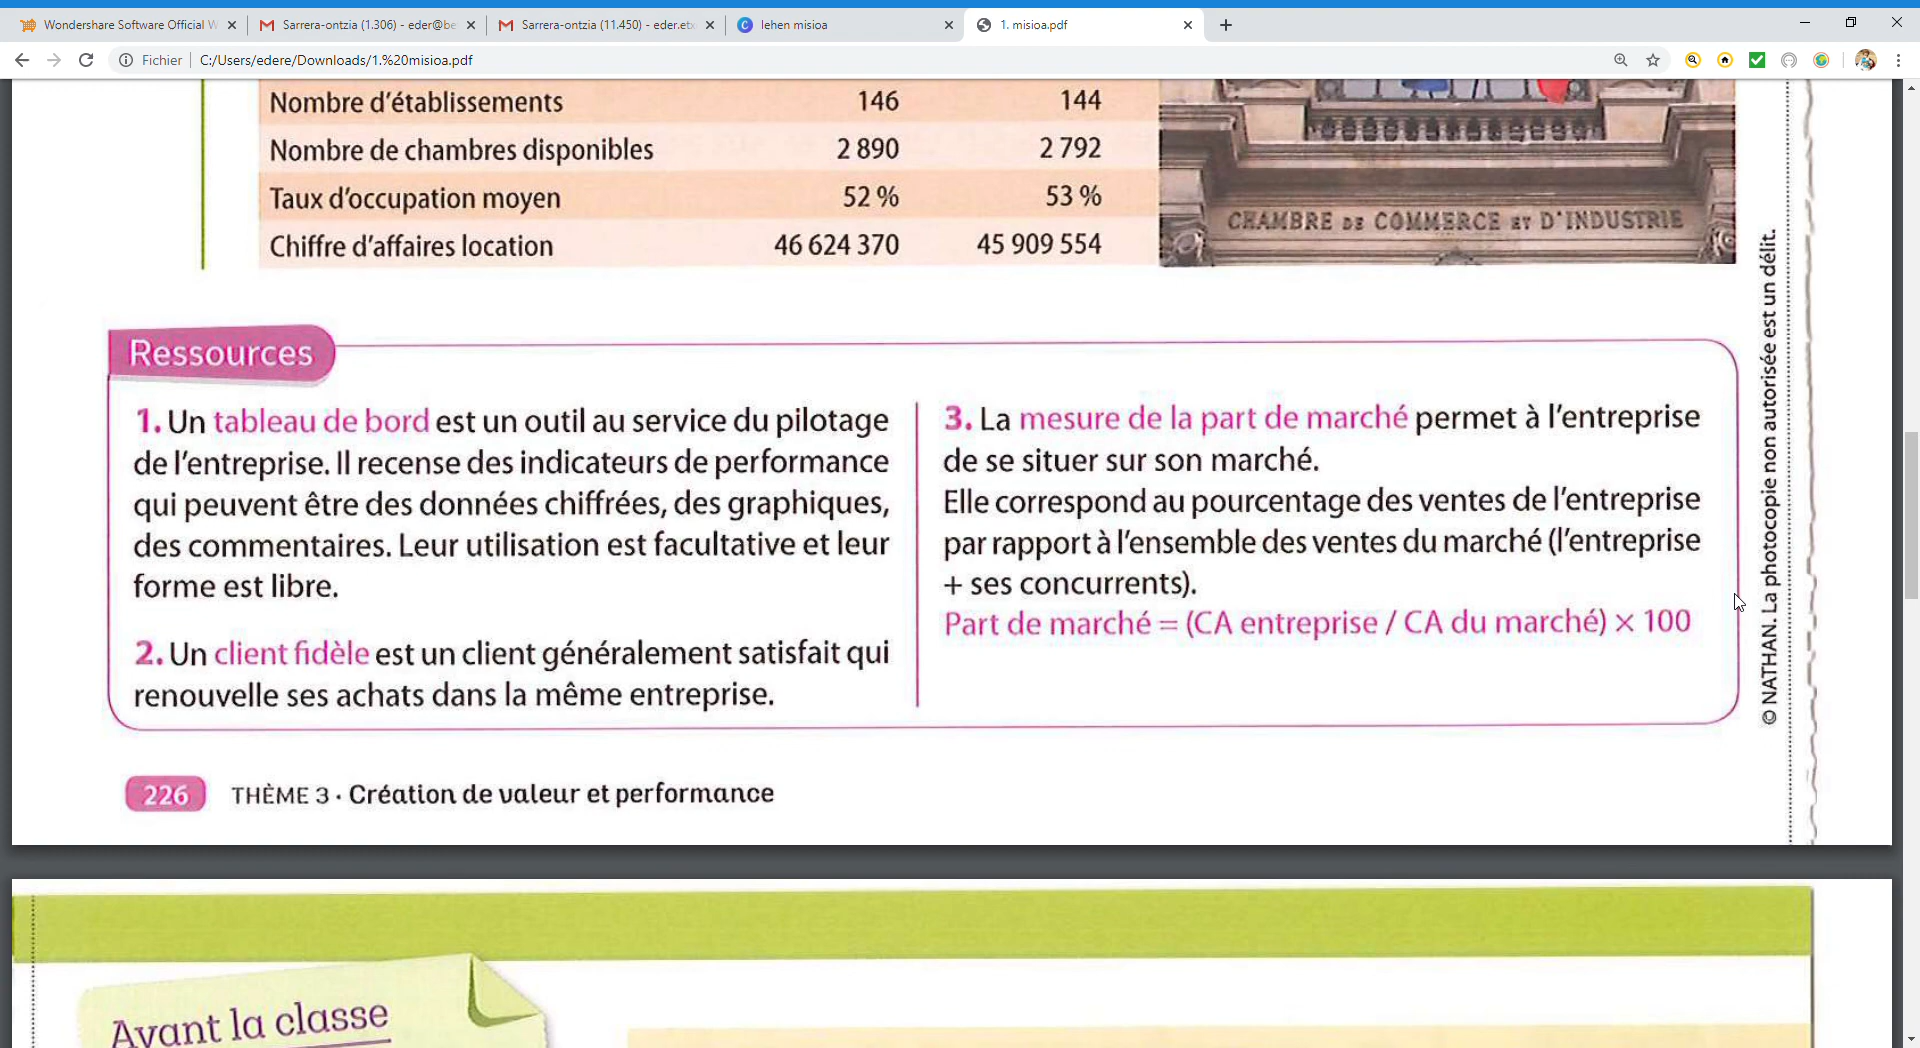 Wondershare Software Official W
Sarrera-ontzia (1.306) - eder@be
Sarrera-ontzia (11.450) - eder.etx
lehen misioa
1. misioa.pdf
Fichier
C:/Users/edere/Downloads/1.%20misioa.pdf
Nombre d'établissements 146 144
Nombre de chambres disponibles 2 890 2 792
Taux d'occupation moyen 52 % 53 %
Chiffre d'affaires location 46 624 370 45 909 554
CHAMBRE DE COMMERCE ET D'INDUSTRIE
Ressources
1. Un tableau de bord est un outil au service du pilotage
de l'entreprise. Il recense des indicateurs de performance
qui peuvent être des données chiffrées, des graphiques,
des commentaires. Leur utilisation est facultative et leur
forme est libre.
2. Un client fidèle est un client généralement satisfait qui
renouvelle ses achats dans la même entreprise.
3. La mesure de la part de marché permet à l'entreprise
de se situer sur son marché.
Elle correspond au pourcentage des ventes de l'entreprise
par rapport à l'ensemble des ventes du marché (l'entreprise
+ ses concurrents).
Part de marché = (CA entreprise / CA du marché) × 100
© NATHAN. La photocopie non autorisée est un délit.
226 THÈME 3 · Création de valeur et performance
Avant la classe